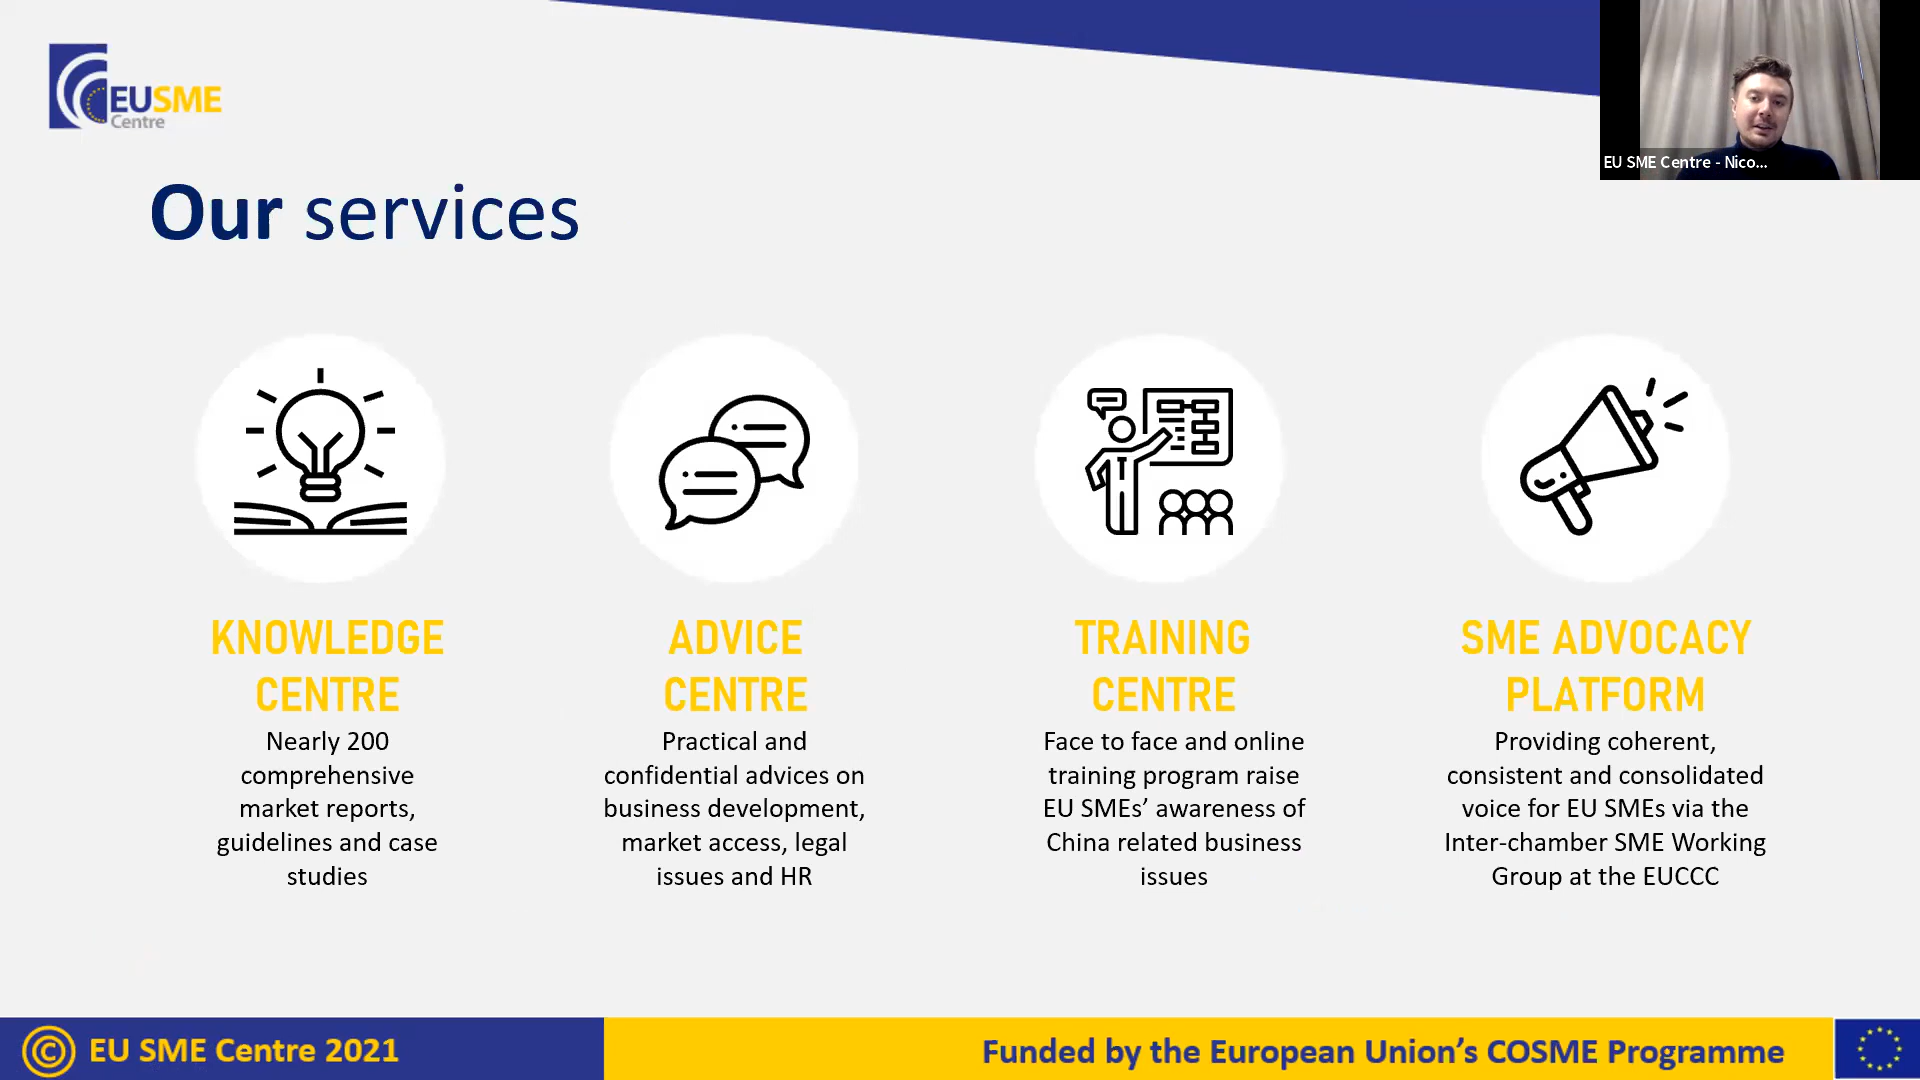 EUSME
Centre
EU SME Centre - Nico...
Our services
KNOWLEDGE
CENTRE
Nearly 200
comprehensive
market reports,
guidelines and case
studies
ADVICE
CENTRE
Practical and
confidential advices on
business development,
market access, legal
issues and HR
TRAINING
CENTRE
Face to face and online
training program raise
EU SMEs’ awareness of
China related business
issues
SME ADVOCACY
PLATFORM
Providing coherent,
consistent and consolidated
voice for EU SMEs via the
Inter-chamber SME Working
Group at the EUCCC
© EU SME Centre 2021
Funded by the European Union’s COSME Programme